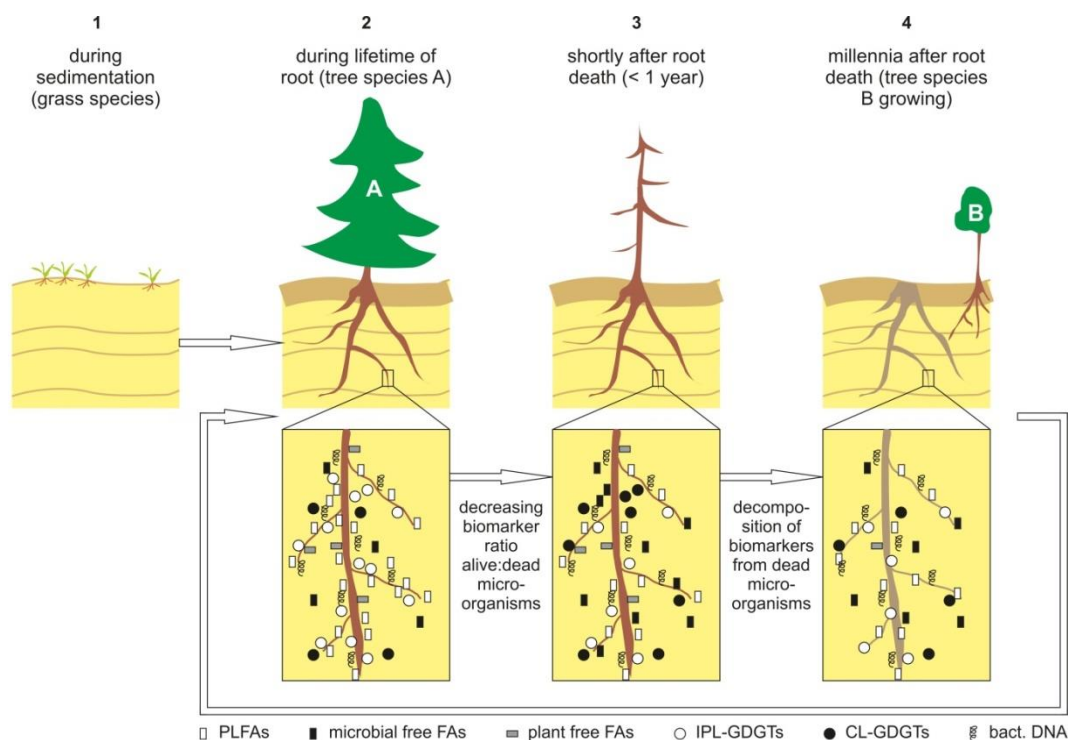 1
during
sedimentation
(grass species)
2
during lifetime of
root (tree species A)
3
shortly after root
death (< 1 year)
4
millennia after root
death (tree species
B growing)
A
B
decreasing
biomarker
ratio
alive:dead
micro-
organisms
decompo-
sition of
biomarkers
from dead
micro-
organisms
PLFAs
microbial free FAs
plant free FAs
IPL-GDGTs
CL-GDGTs
bact. DNA